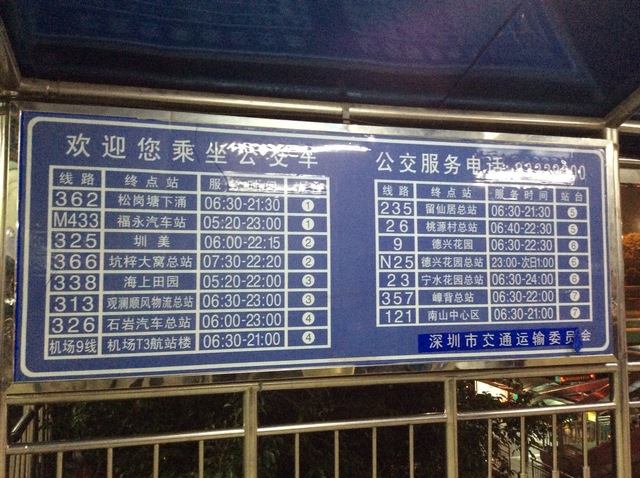 欢迎您乘坐公交车
线路 终点站 服
362 松岗塘下涌 06:30-21:30 1
M433 福永汽车站 05:20-23:00 1
325 圳美 06:00-22:15 2
366 坑梓大窝总站 07:30-22:20 2
338 海上田园 05:20-22:00 3
313 观澜顺风物流总站 06:30-23:00 3
326 石岩汽车总站 06:00-23:00 4
机场9线 机场T3航站楼 06:30-21:00 4
公交服务电话
线路 终点站 服务时间 站台
235 留仙居总站 06:30-21:30 5
26 桃源村总站 06:40-22:30 5
9 德兴花园 06:30-22:30 6
N25 德兴花园总站 23:00-次日1:00 6
23 宁水花园总站 06:30-24:00 6
357 嶂背总站 06:30-22:00 7
121 南山中心区 06:30-21:00 7
深圳市交通运输委员会